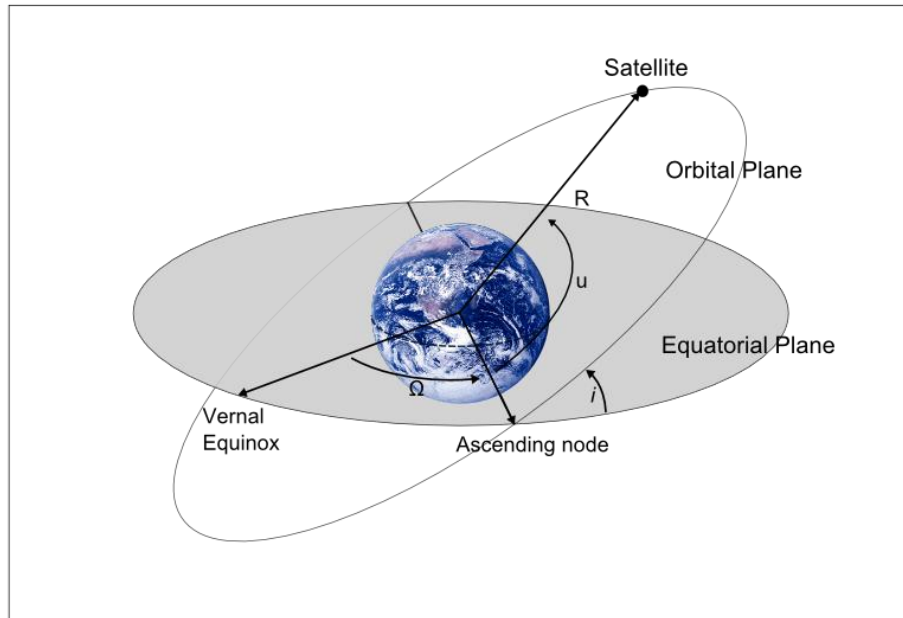 Satellite
Orbital Plane
R
u
Equatorial Plane
Ω
i
Vernal
Equinox
Ascending node